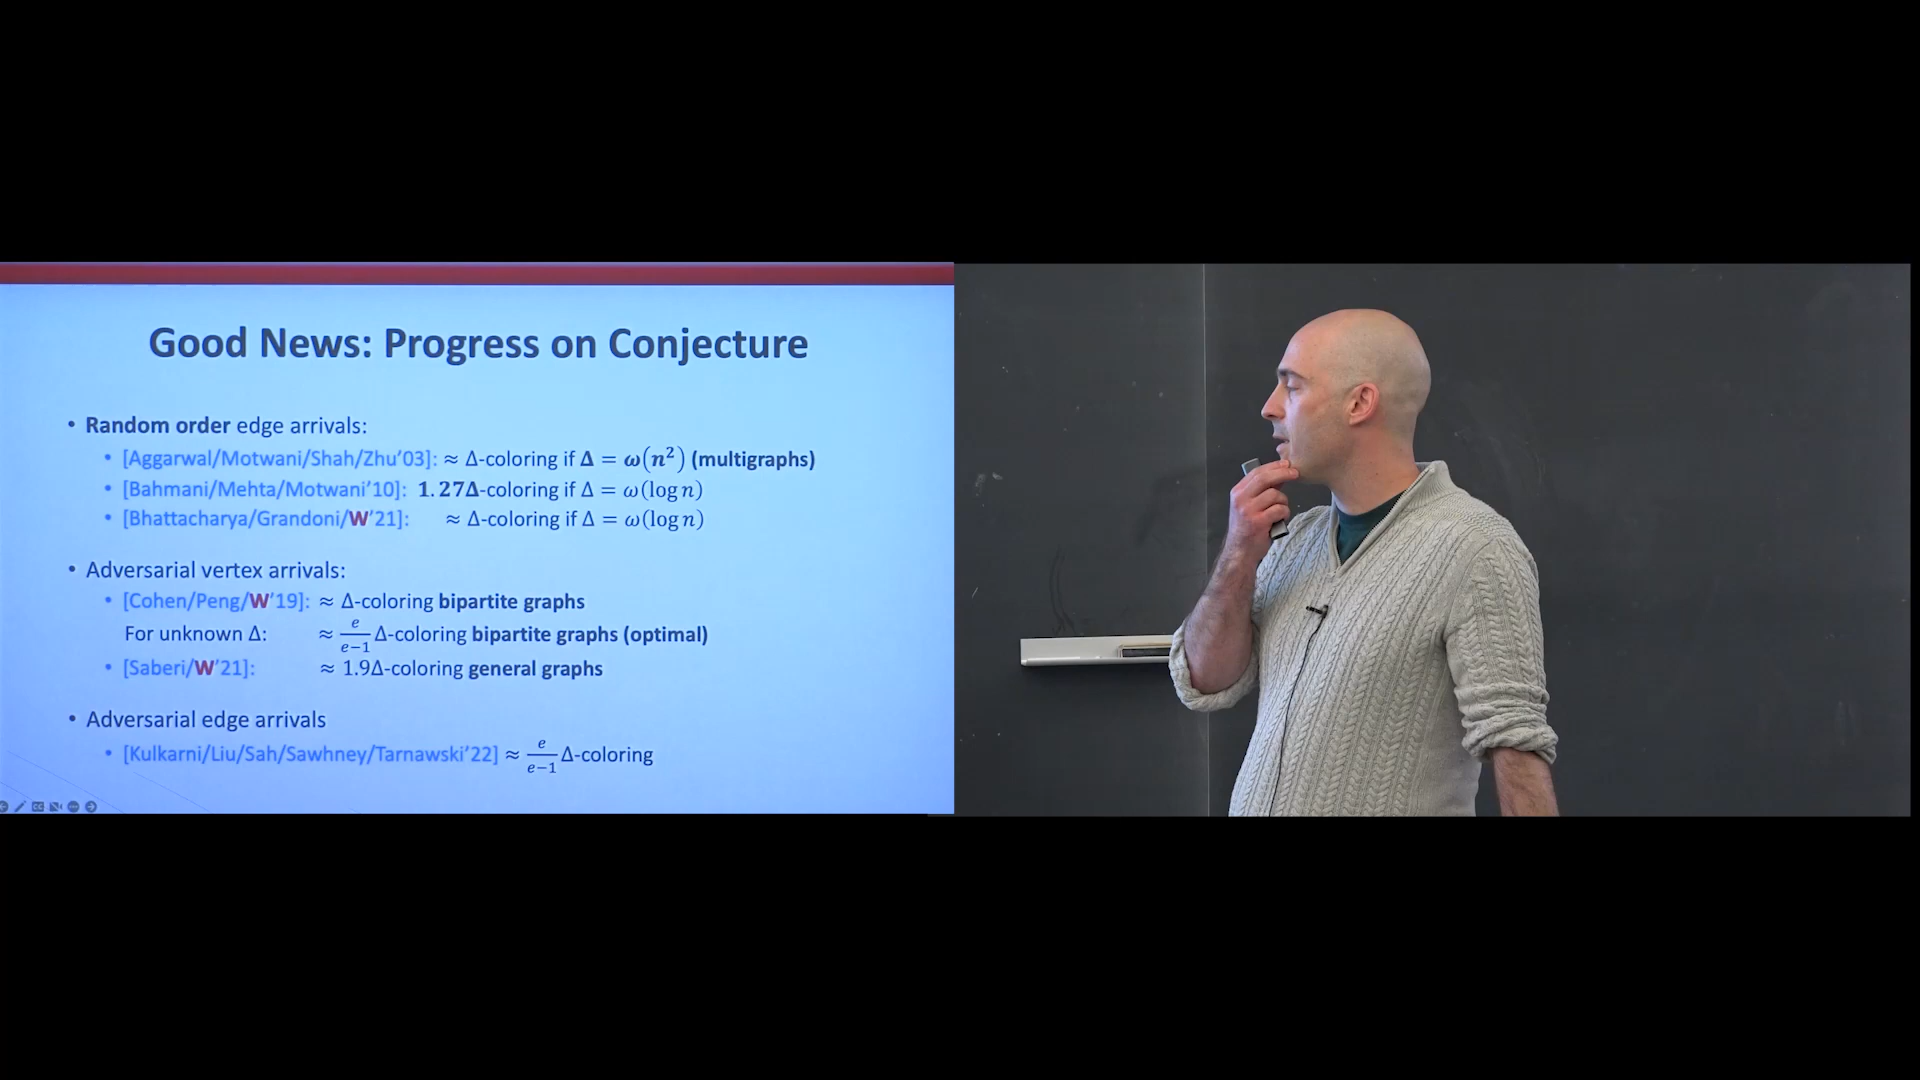 Good News: Progress on Conjecture
• Random order edge arrivals:
• [Aggarwal/Motwani/Shah/Zhu'03]: ≈ Δ-coloring if Δ = ω(n²) (multigraphs)
• [Bahmani/Mehta/Motwani'10]: 1.27Δ-coloring if Δ = ω(log n)
• [Bhattacharya/Grandoni/W'21]: ≈ Δ-coloring if Δ = ω(log n)
• Adversarial vertex arrivals:
• [Cohen/Peng/W'19]: ≈ Δ-coloring bipartite graphs
For unknown Δ: ≈ e/(e−1) Δ-coloring bipartite graphs (optimal)
• [Saberi/W'21]: ≈ 1.9Δ-coloring general graphs
• Adversarial edge arrivals
• [Kulkarni/Liu/Sah/Sawhney/Tarnawski'22] ≈ e/(e−1) Δ-coloring